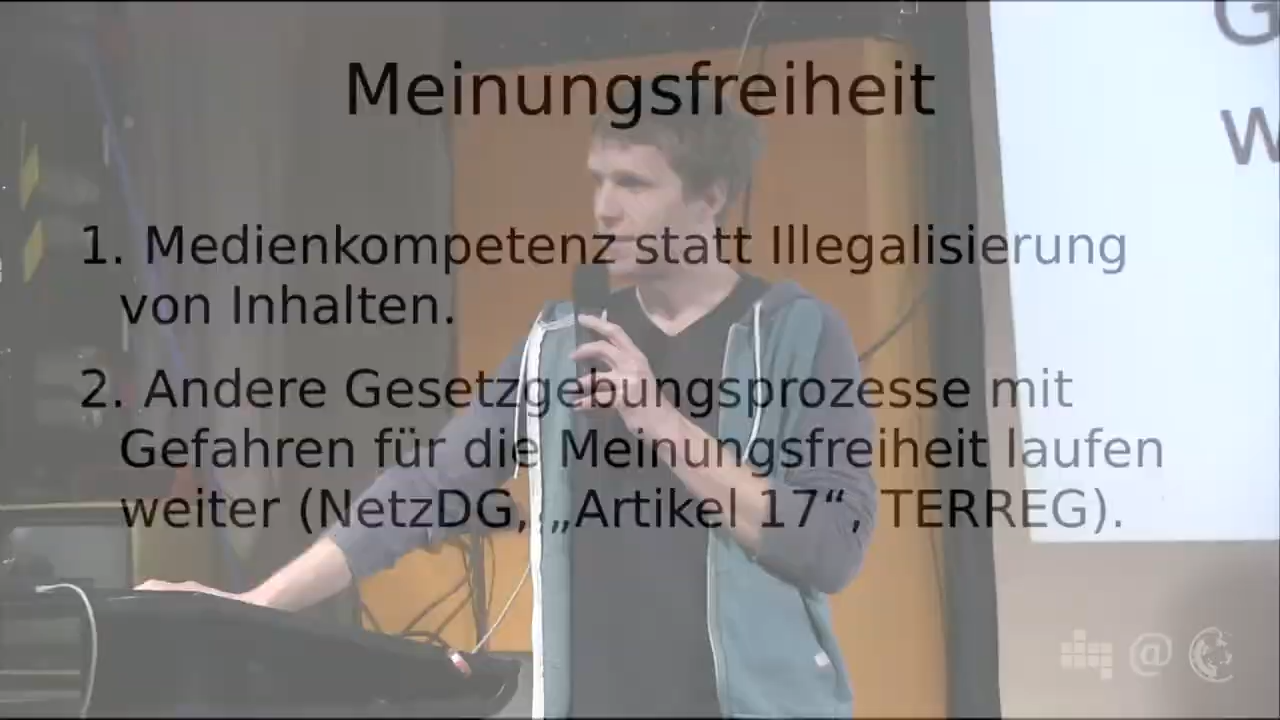 Meinungsfreiheit
G
W
1. Medienkompetenz statt Illegalisierung
von Inhalten.
2. Andere Gesetzgebungsprozesse mit
Gefahren für die Meinungsfreiheit laufen
weiter (NetzDG, „Artikel 17“, TERREG).
dq @